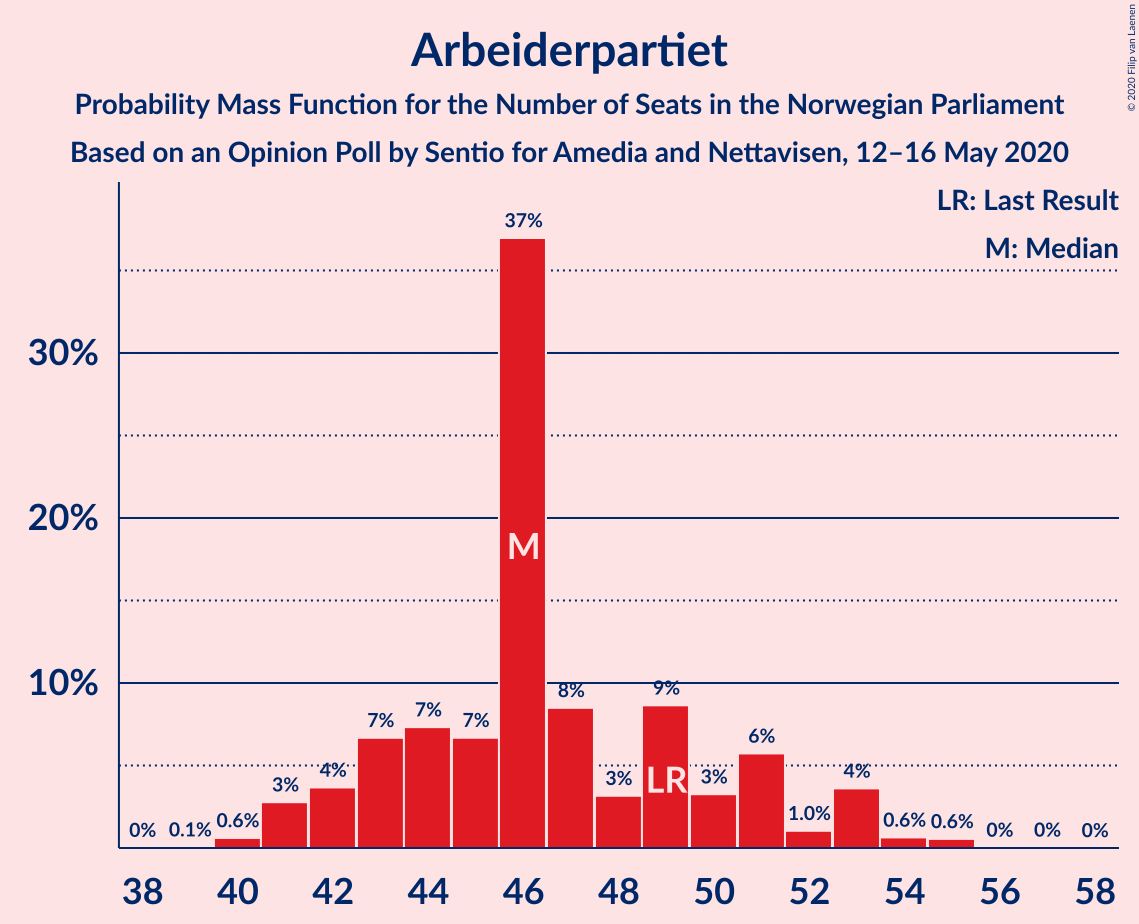 Arbeiderpartiet
Probability Mass Function for the Number of Seats in the Norwegian Parliament
Based on an Opinion Poll by Sentio for Amedia and Nettavisen, 12–16 May 2020
© 2020 Filip van Laenen
LR: Last Result
M: Median
30%
20%
10%
0% 0.1% 0.6% 3% 4% 7% 7% 7% 37% 8% 3% 9% 3% 6% 1.0% 4% 0.6% 0.6% 0% 0% 0%
M
LR
38 40 42 44 46 48 50 52 54 56 58